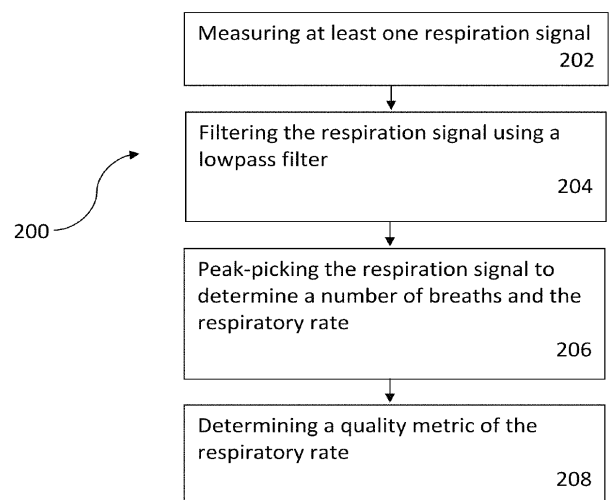 Measuring at least one respiration signal
202
Filtering the respiration signal using a
lowpass filter
204
200
Peak-picking the respiration signal to
determine a number of breaths and the
respiratory rate
206
Determining a quality metric of the
respiratory rate
208